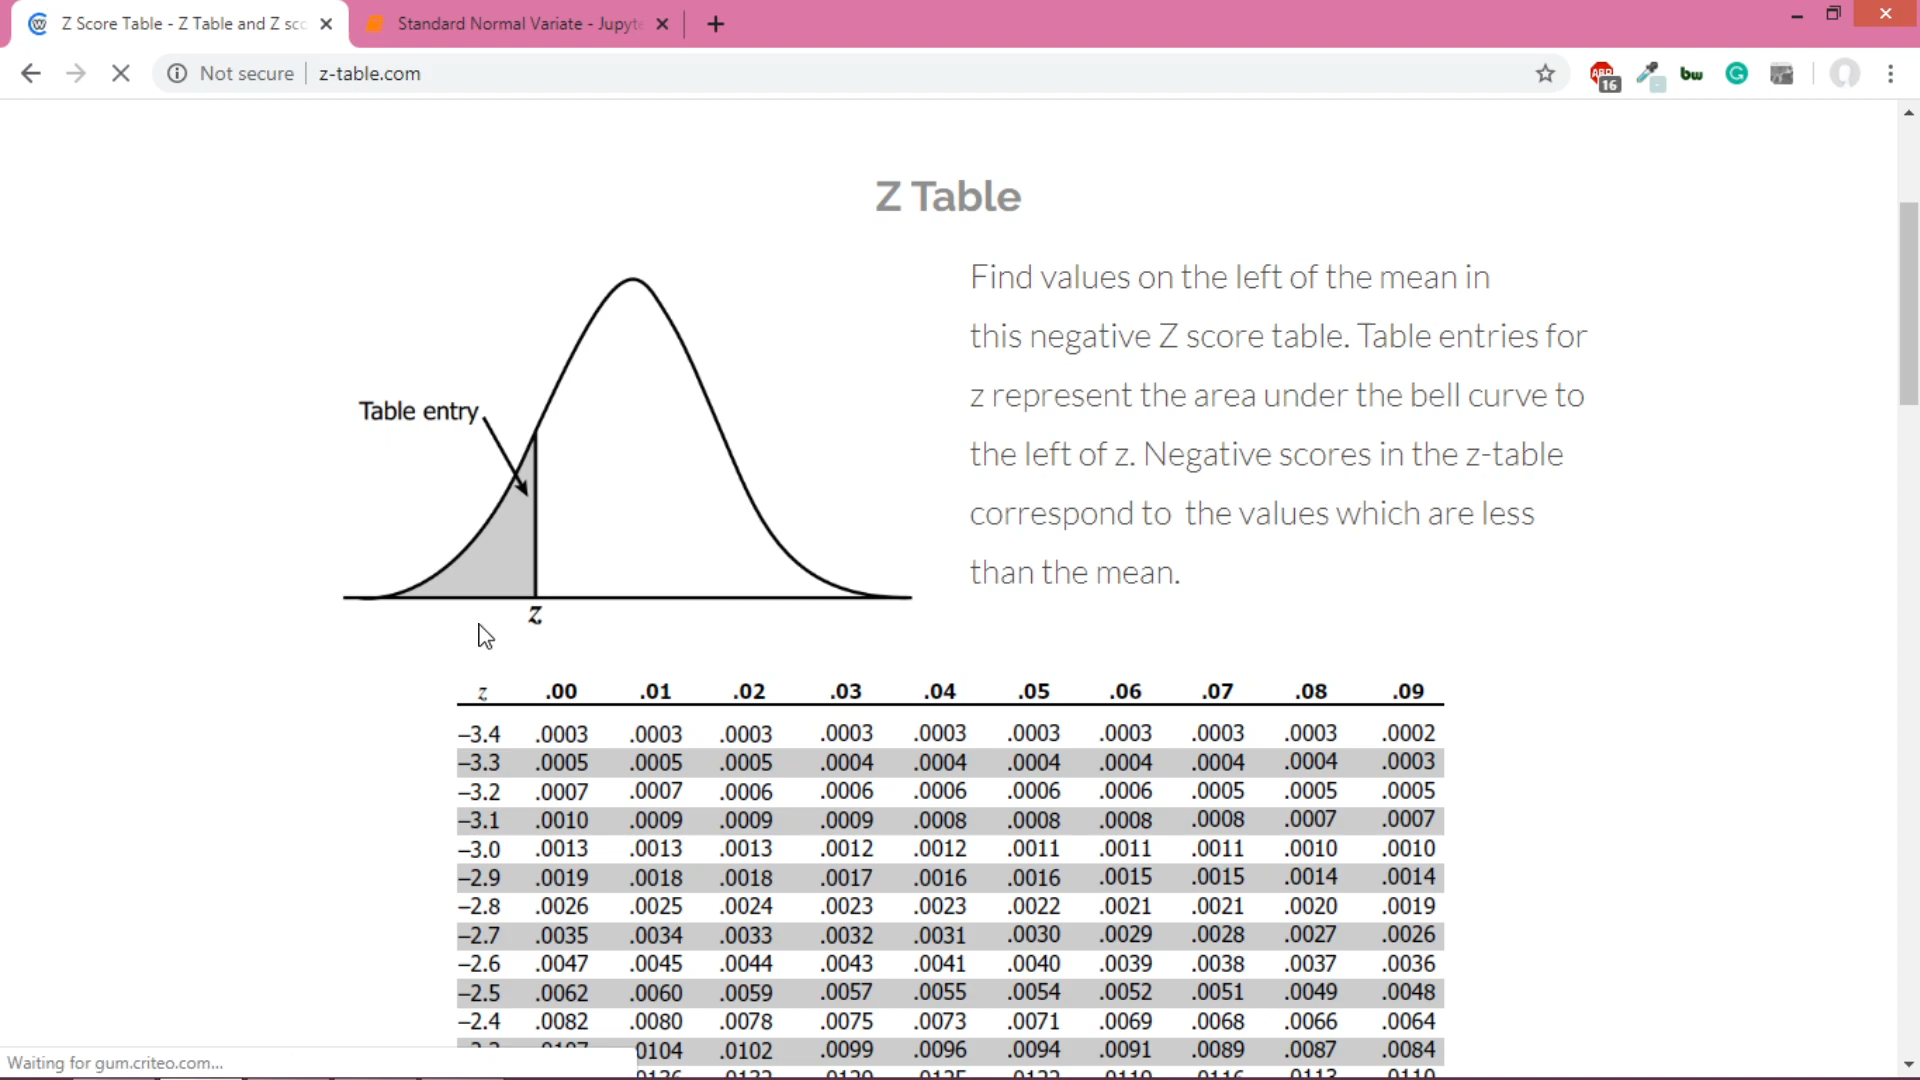 Z Table - Z Table and Z sco
Standard Normal Variate - Jupyte
Not secure
z-table.com
16
bw
Z Table
Find values on the left of the mean in
this negative Z score table. Table entries for
z represent the area under the bell curve to
the left of z. Negative scores in the z-table
correspond to the values which are less
than the mean.
Table entry
z
z .00 .01 .02 .03 .04 .05 .06 .07 .08 .09
–3.4 .0003 .0003 .0003 .0003 .0003 .0003 .0003 .0003 .0003 .0002
–3.3 .0005 .0005 .0005 .0004 .0004 .0004 .0004 .0004 .0004 .0003
–3.2 .0007 .0007 .0006 .0006 .0006 .0006 .0006 .0005 .0005 .0005
–3.1 .0010 .0009 .0009 .0009 .0008 .0008 .0008 .0008 .0007 .0007
–3.0 .0013 .0013 .0013 .0012 .0012 .0011 .0011 .0011 .0010 .0010
–2.9 .0019 .0018 .0018 .0017 .0016 .0016 .0015 .0015 .0014 .0014
–2.8 .0026 .0025 .0024 .0023 .0023 .0022 .0021 .0021 .0020 .0019
–2.7 .0035 .0034 .0033 .0032 .0031 .0030 .0029 .0028 .0027 .0026
–2.6 .0047 .0045 .0044 .0043 .0041 .0040 .0039 .0038 .0037 .0036
–2.5 .0062 .0060 .0059 .0057 .0055 .0054 .0052 .0051 .0049 .0048
–2.4 .0082 .0080 .0078 .0075 .0073 .0071 .0069 .0068 .0066 .0064
0104 .0102 .0099 .0096 .0094 .0091 .0089 .0087 .0084
Waiting for gum.criteo.com...